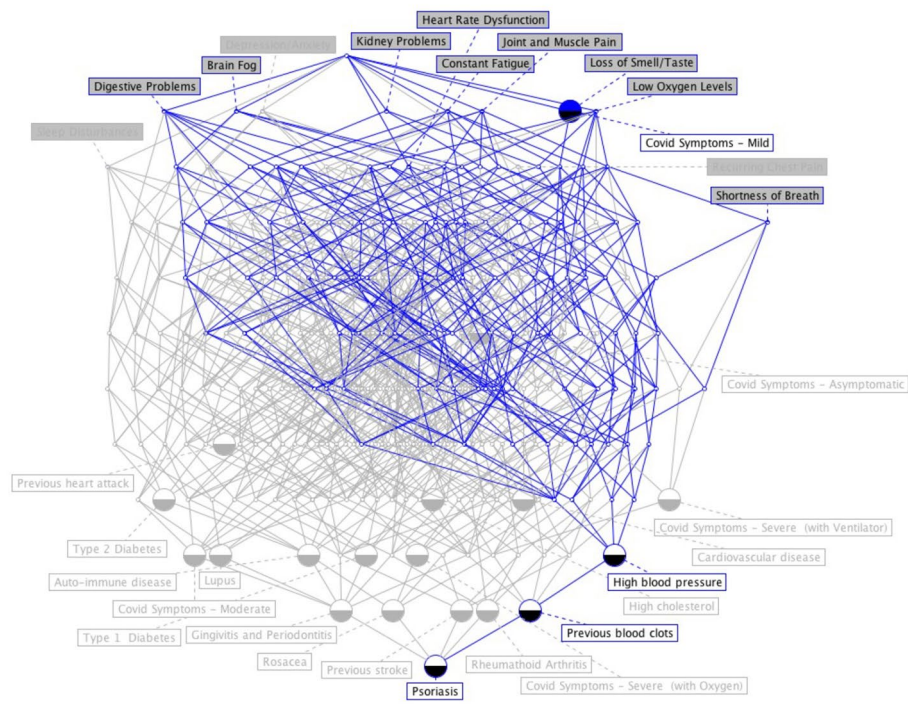 Heart Rate Dysfunction
Depression/Anxiety
Kidney Problems
Joint and Muscle Pain
Brain Fog
Constant Fatigue
Loss of Smell/Taste
Digestive Problems
Low Oxygen Levels
Sleep Disturbances
Covid Symptoms - Mild
Recurring Chest Pain
Shortness of Breath
Covid Symptoms - Asymptomatic
Previous heart attack
Covid Symptoms - Severe (with Ventilator)
Type 2 Diabetes
Cardiovascular disease
Auto-immune disease
Lupus
High blood pressure
Covid Symptoms - Moderate
High cholesterol
Type 1 Diabetes
Gingivitis and Periodontitis
Previous blood clots
Rosacea
Previous stroke
Rheumathoid Arthritis
Covid Symptoms - Severe (with Oxygen)
Psoriasis